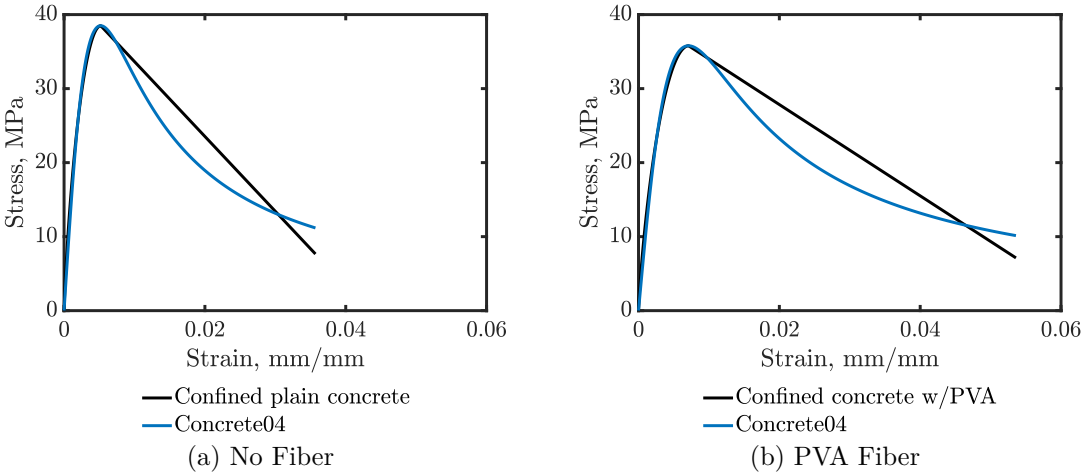 40
30
20
10
0
Stress, MPa
0 0.02 0.04 0.06
Strain, mm/mm
Confined plain concrete
Concrete04
(a) No Fiber
40
30
20
10
0
Stress, MPa
0 0.02 0.04 0.06
Strain, mm/mm
Confined concrete w/PVA
Concrete04
(b) PVA Fiber